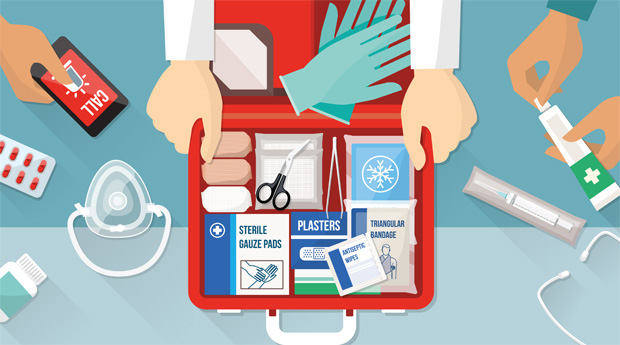 CALL
STERILE
GAUZE PADS
PLASTERS
TRIANGULAR
BANDAGE
ANTISEPTIC
WIPES